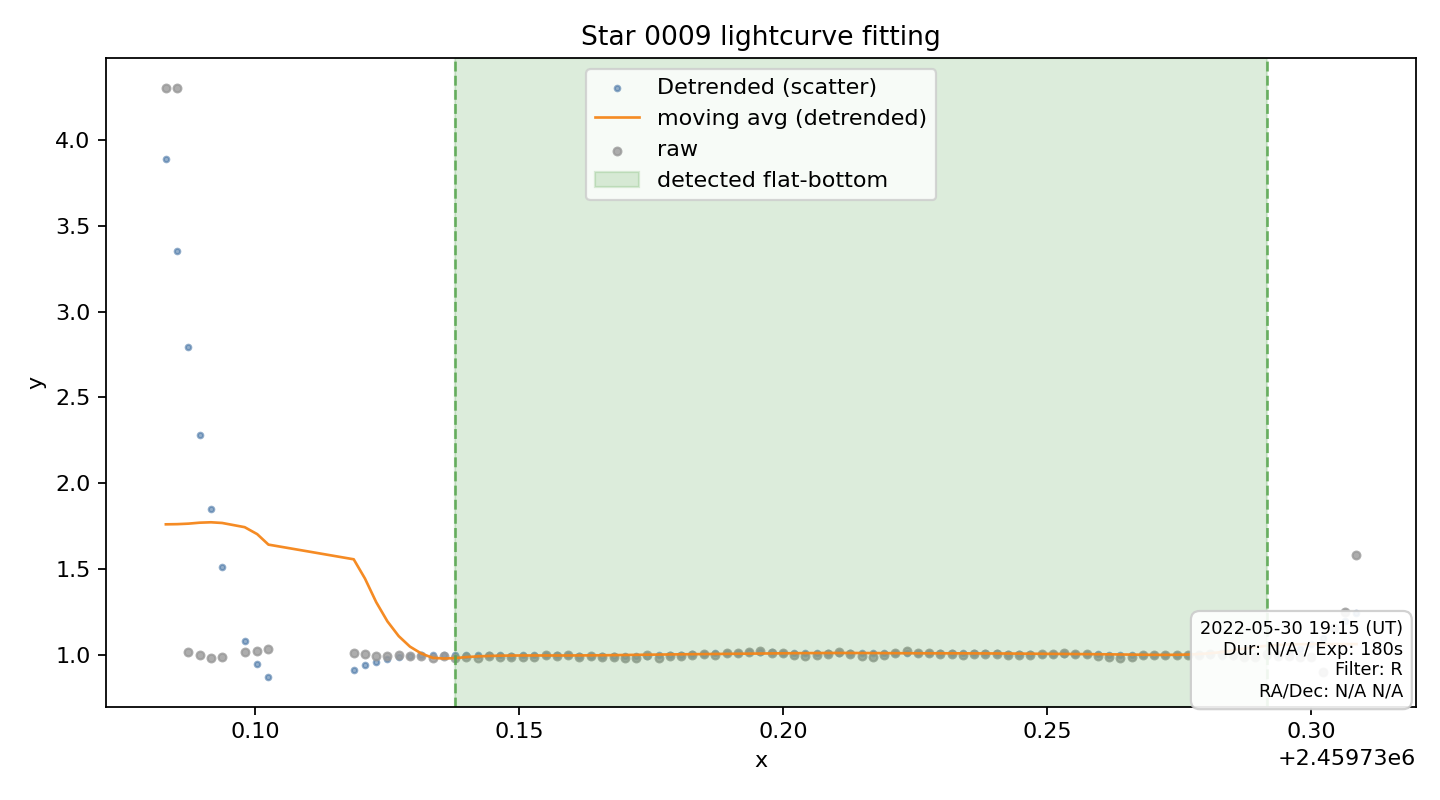 Star 0009 lightcurve fitting
Detrended (scatter)
moving avg (detrended)
raw
detected flat-bottom
4.0
3.5
3.0
2.5
2.0
1.5
1.0
y
2022-05-30 19:15 (UT)
Dur: N/A / Exp: 180s
Filter: R
RA/Dec: N/A N/A
0.10 0.15 0.20 0.25 0.30
x
+2.45973e6